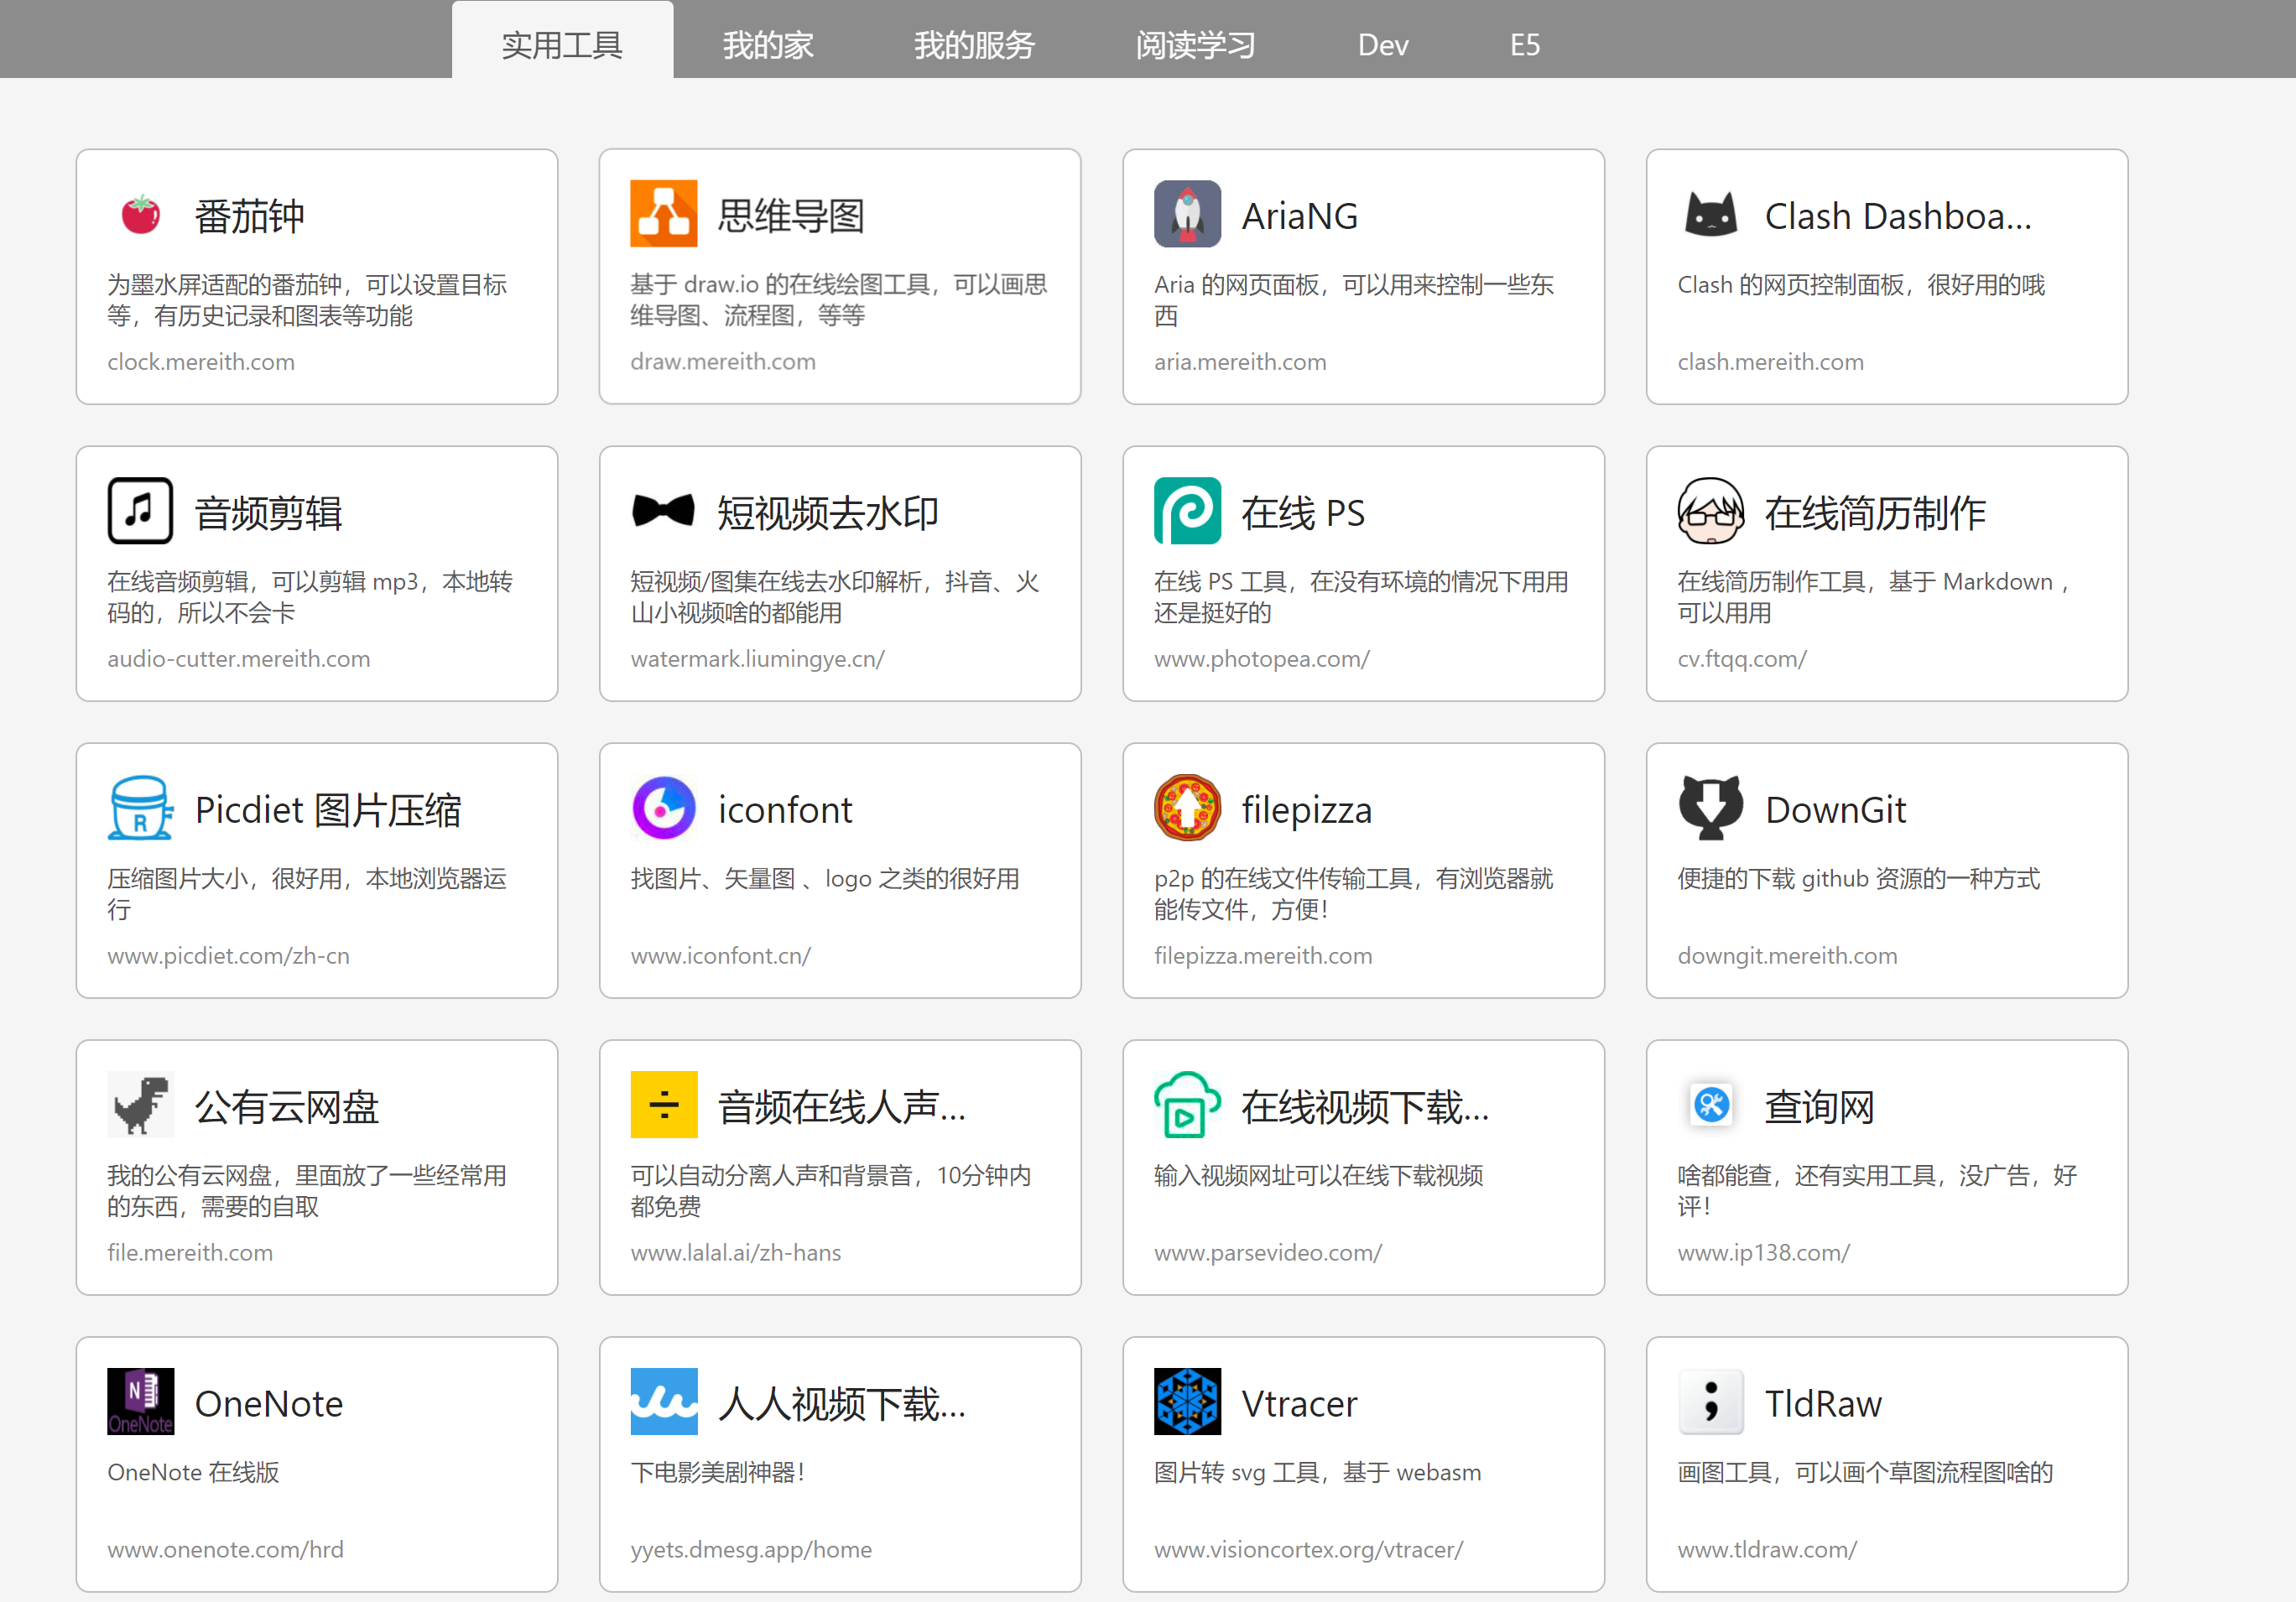 实用工具
我的家
我的服务
阅读学习
Dev
E5
番茄钟
为墨水屏适配的番茄钟，可以设置目标
等，有历史记录和图表等功能
clock.mereith.com
思维导图
基于 draw.io 的在线绘图工具，可以画思
维导图、流程图，等等
draw.mereith.com
AriaNG
Aria 的网页面板，可以用来控制一些东
西
aria.mereith.com
Clash Dashboa...
Clash 的网页控制面板，很好用的哦
clash.mereith.com
音频剪辑
在线音频剪辑，可以剪辑 mp3，本地转
码的，所以不会卡
audio-cutter.mereith.com
短视频去水印
短视频/图集在线去水印解析，抖音、火
山小视频啥的都能用
watermark.liumingye.cn/
在线 PS
在线 PS 工具，在没有环境的情况下用用
还是挺好的
www.photopea.com/
在线简历制作
在线简历制作工具，基于 Markdown ，
可以用用
cv.ftqq.com/
R
Picdiet 图片压缩
压缩图片大小，很好用，本地浏览器运
行
www.picdiet.com/zh-cn
iconfont
找图片、矢量图 、logo 之类的很好用
www.iconfont.cn/
filepizza
p2p 的在线文件传输工具，有浏览器就
能传文件，方便！
filepizza.mereith.com
DownGit
便捷的下载 github 资源的一种方式
downgit.mereith.com
公有云网盘
我的公有云网盘，里面放了一些经常用
的东西，需要的自取
file.mereith.com
音频在线人声...
可以自动分离人声和背景音，10分钟内
都免费
www.lalal.ai/zh-hans
在线视频下载...
输入视频网址可以在线下载视频
www.parsevideo.com/
查询网
啥都能查，还有实用工具，没广告，好
评！
www.ip138.com/
N
OneNote
OneNote
OneNote 在线版
www.onenote.com/hrd
人人视频下载...
下电影美剧神器！
yyets.dmesg.app/home
Vtracer
图片转 svg 工具，基于 webasm
www.visioncortex.org/vtracer/
TldRaw
画图工具，可以画个草图流程图啥的
www.tldraw.com/